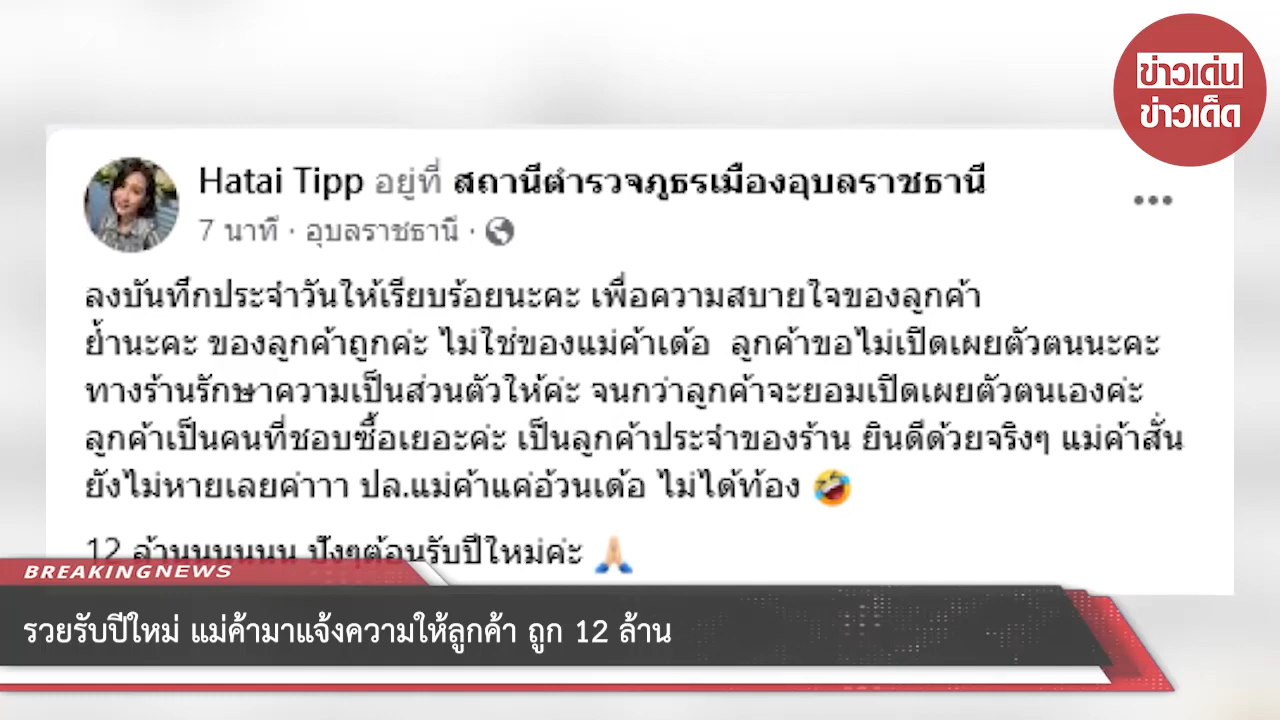 ข่าวเด่น
ข่าวเด็ด
Hatai Tipp อยู่ที่ สถานีตำรวจภูธรเมืองอุบลราชธานี
7 นาที · อุบลราชธานี ·
ลงบันทึกประจำวันให้เรียบร้อยนะคะ เพื่อความสบายใจของลูกค้า
ย้ำนะคะ ของลูกค้าถูกค่ะ ไม่ใช่ของแม่ค้าเด้อ ลูกค้าขอไม่เปิดเผยตัวตนนะคะ
ทางร้านรักษาความเป็นส่วนตัวให้ค่ะ จนกว่าลูกค้าจะยอมเปิดเผยตัวตนเองค่ะ
ลูกค้าเป็นคนที่ชอบซื้อเยอะค่ะ เป็นลูกค้าประจำของร้าน ยินดีด้วยจริงๆ แม่ค้าสั่น
ยังไม่หายเลยค่าาา ปล.แม่ค้าแค่อ้วนเด้อ ไม่ได้ท้อง 🤣
12 ล้านนนนนน ปังๆต้อนรับปีใหม่ค่ะ 🙏🏻
BREAKINGNEWS
รวยรับปีใหม่ แม่ค้ามาแจ้งความให้ลูกค้า ถูก 12 ล้าน